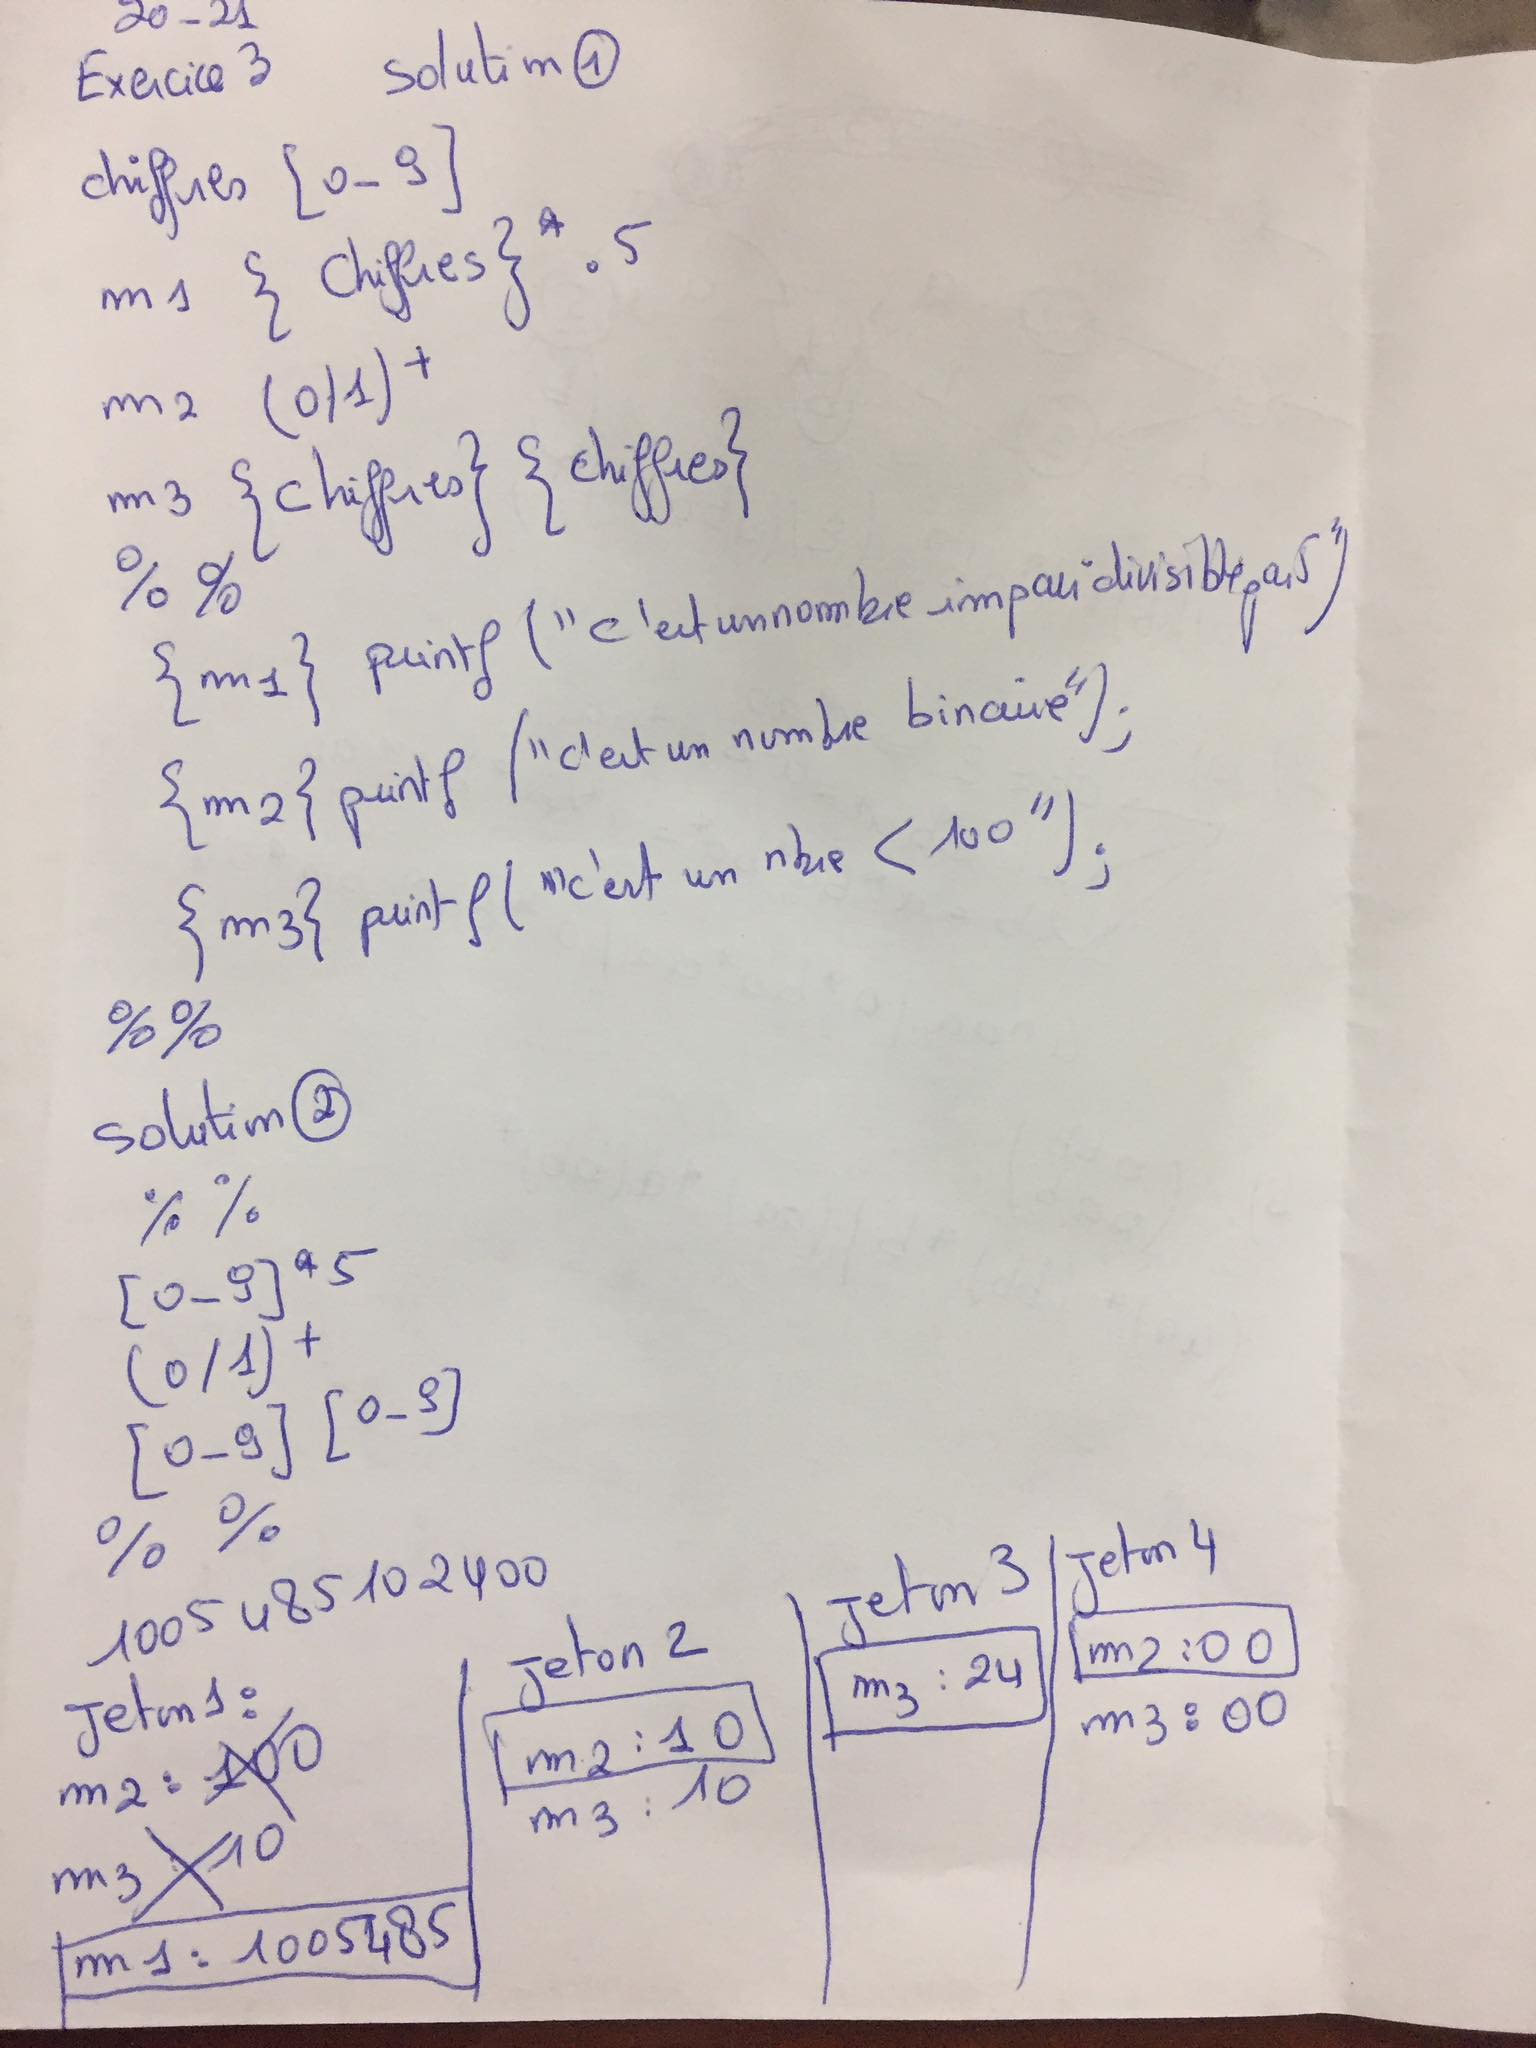 20-21
Exercice 3 solution ①
chiffres [0-9]
m1 {chiffres}*.5
m2 (0/1)+
m3 {chiffres} {chiffres}
%%
{m1} printf ("c'est un nombre impair divisible par 5")
{m2} printf ("c'est un nombre binaire");
{m3} printf ("c'est un nbre < 100");
%%
solution ②
%%
[0-9]*5
(0/1)+
[0-9] [0-9]
%%
1005485102400
Jeton 1:
m2: 100
m3 10
m1: 1005485
Jeton 2
m2: 10
m3: 10
Jeton 3
m3: 24
Jeton 4
m2: 00
m3: 00